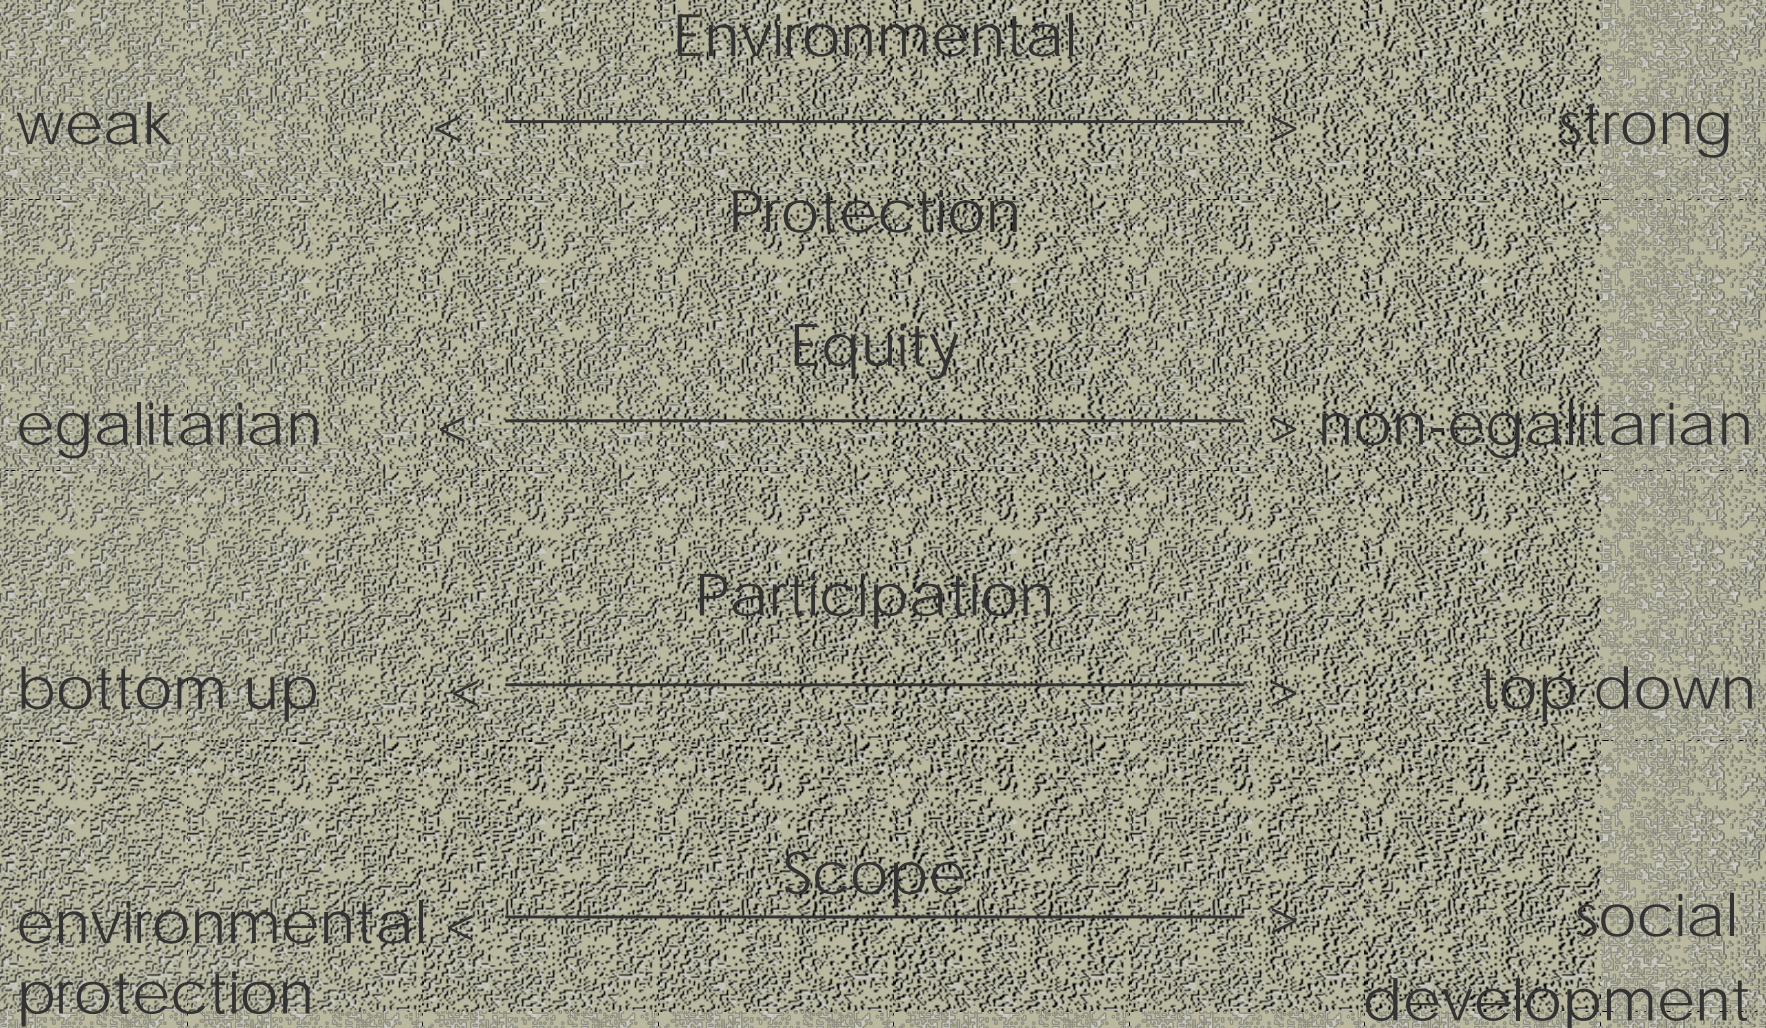 Environmental
weak < > strong
Protection
Equity
egalitarian < > non-egalitarian
Participation
bottom up < > top down
Scope
environmental < > social
protection development